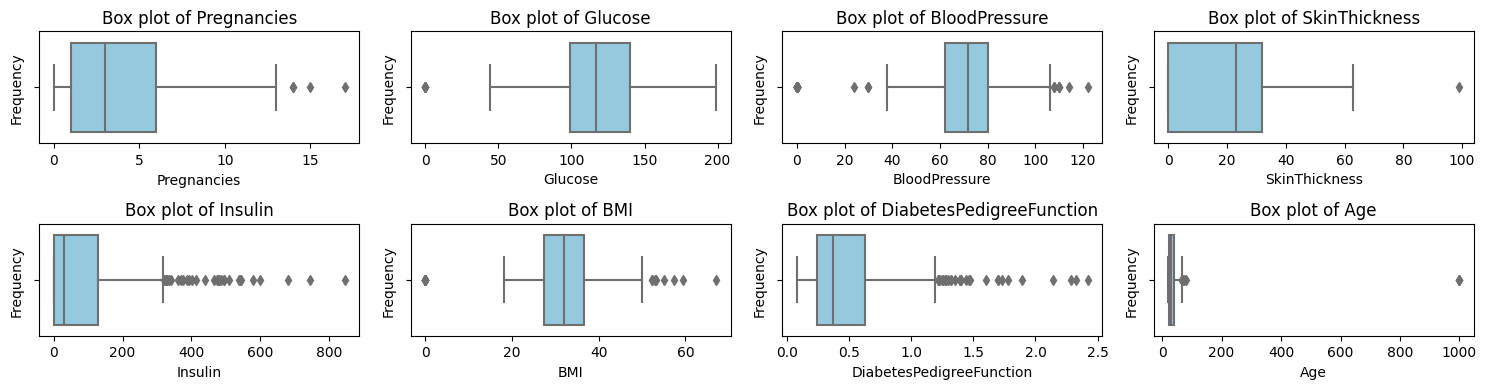 Box plot of Pregnancies
Frequency
0 5 10 15
Pregnancies
Box plot of Glucose
Frequency
0 50 100 150 200
Glucose
Box plot of BloodPressure
Frequency
0 20 40 60 80 100 120
BloodPressure
Box plot of SkinThickness
Frequency
0 20 40 60 80 100
SkinThickness
Box plot of Insulin
Frequency
0 200 400 600 800
Insulin
Box plot of BMI
Frequency
0 20 40 60
BMI
Box plot of DiabetesPedigreeFunction
Frequency
0.0 0.5 1.0 1.5 2.0 2.5
DiabetesPedigreeFunction
Box plot of Age
Frequency
0 200 400 600 800 1000
Age